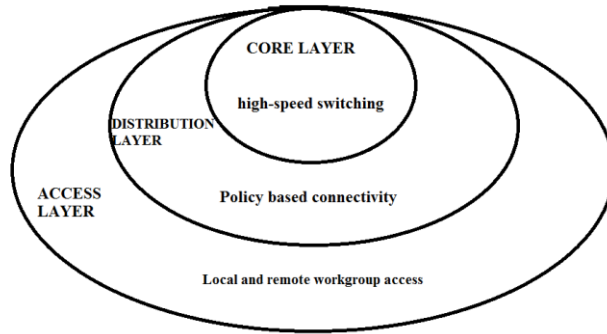 CORE LAYER
high-speed switching
DISTRIBUTION
LAYER
Policy based connectivity
ACCESS
LAYER
Local and remote workgroup access